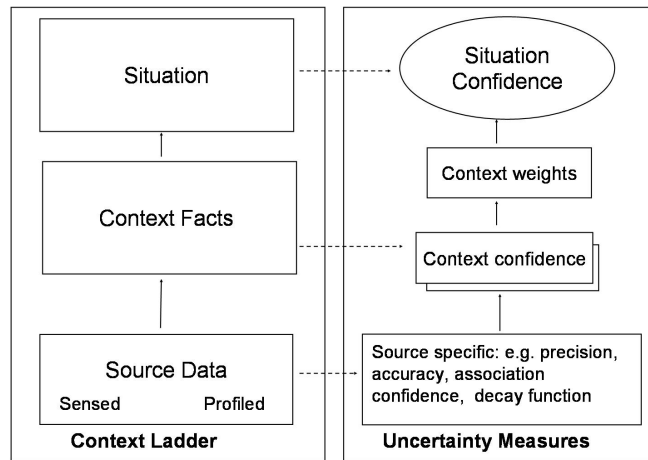 Situation
Context Facts
Source Data
Sensed Profiled
Context Ladder
Situation
Confidence
Context weights
Context confidence
Source specific: e.g. precision,
accuracy, association
confidence, decay function
Uncertainty Measures